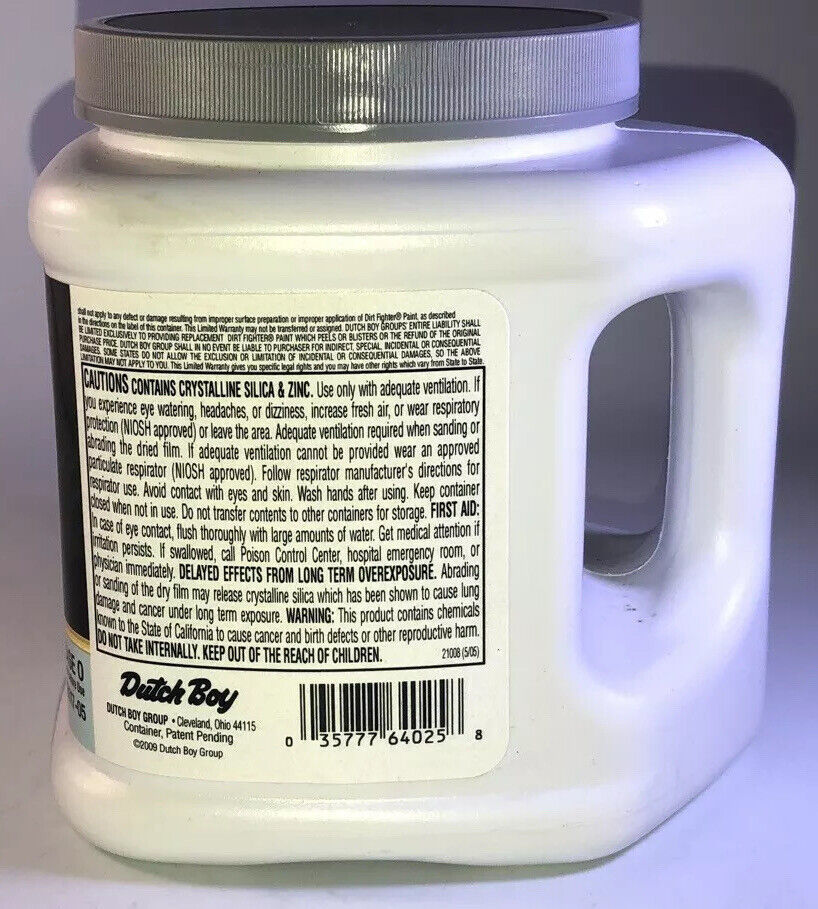 shall not apply to any defect or damage resulting from improper surface preparation or improper application of Dirt Fighter® Paint, as described
in the directions on the label of this container. This Limited Warranty may not be transferred or assigned. DUTCH BOY GROUPS' ENTIRE LIABILITY SHALL
BE LIMITED EXCLUSIVELY TO PROVIDING REPLACEMENT DIRT FIGHTER® PAINT WHICH PEELS OR BLISTERS OR THE REFUND OF THE ORIGINAL
PURCHASE PRICE. DUTCH BOY GROUP SHALL IN NO EVENT BE LIABLE TO PURCHASER FOR INDIRECT, SPECIAL, INCIDENTAL OR CONSEQUENTIAL
DAMAGES. SOME STATES DO NOT ALLOW THE EXCLUSION OR LIMITATION OF INCIDENTAL OR CONSEQUENTIAL DAMAGES, SO THE ABOVE
LIMITATION MAY NOT APPLY TO YOU. This Limited Warranty gives you specific legal rights and you may have other rights which vary from State to State.
CAUTIONS CONTAINS CRYSTALLINE SILICA & ZINC. Use only with adequate ventilation. If
you experience eye watering, headaches, or dizziness, increase fresh air, or wear respiratory
protection (NIOSH approved) or leave the area. Adequate ventilation required when sanding or
abrading the dried film. If adequate ventilation cannot be provided wear an approved
particulate respirator (NIOSH approved). Follow respirator manufacturer's directions for
respirator use. Avoid contact with eyes and skin. Wash hands after using. Keep container
closed when not in use. Do not transfer contents to other containers for storage. FIRST AID:
In case of eye contact, flush thoroughly with large amounts of water. Get medical attention if
irritation persists. If swallowed, call Poison Control Center, hospital emergency room, or
physician immediately. DELAYED EFFECTS FROM LONG TERM OVEREXPOSURE. Abrading
or sanding of the dry film may release crystalline silica which has been shown to cause lung
damage and cancer under long term exposure. WARNING: This product contains chemicals
known to the State of California to cause cancer and birth defects or other reproductive harm.
DO NOT TAKE INTERNALLY. KEEP OUT OF THE REACH OF CHILDREN. 21008 (5/06)
Dutch Boy
DUTCH BOY GROUP • Cleveland, Ohio 44115
Container, Patent Pending
©2009 Dutch Boy Group
0 35777 64025 8